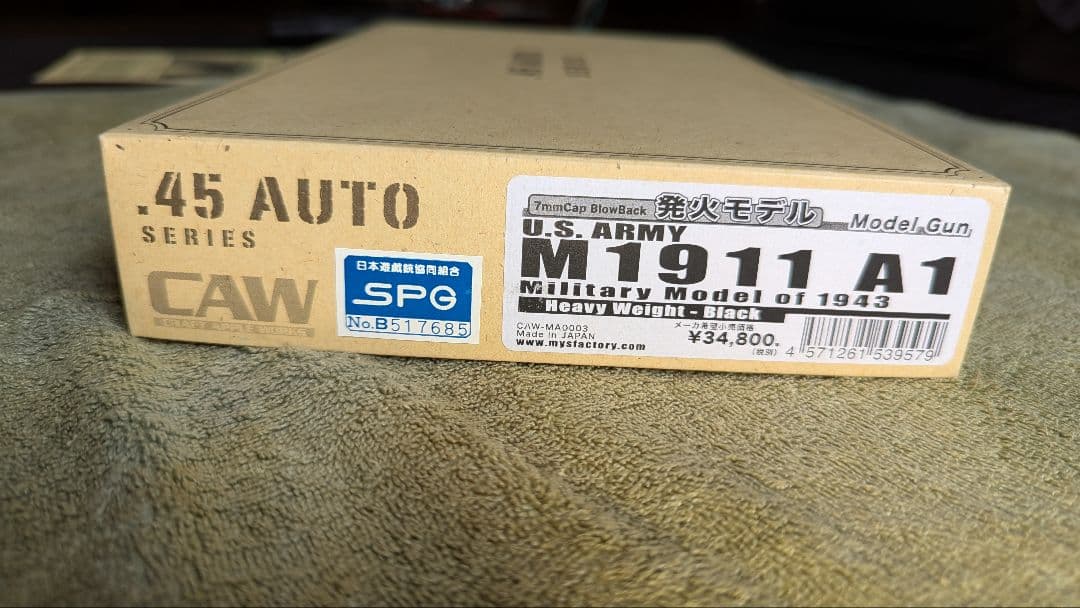 .45 AUTO
SERIES
CAW
CRAFT APPLE WORKS
日本遊戯銃協同組合
SPG
No.B517685
7mmCap BlowBack 発火モデル Model Gun
U.S. ARMY
M1911 A1
Military Model of 1943
Heavy Weight - Black
CAW-MA0003
Made in JAPAN
www.mysfactory.com
メーカ希望小売価格
¥34,800.
(税別)
4 571261 539579